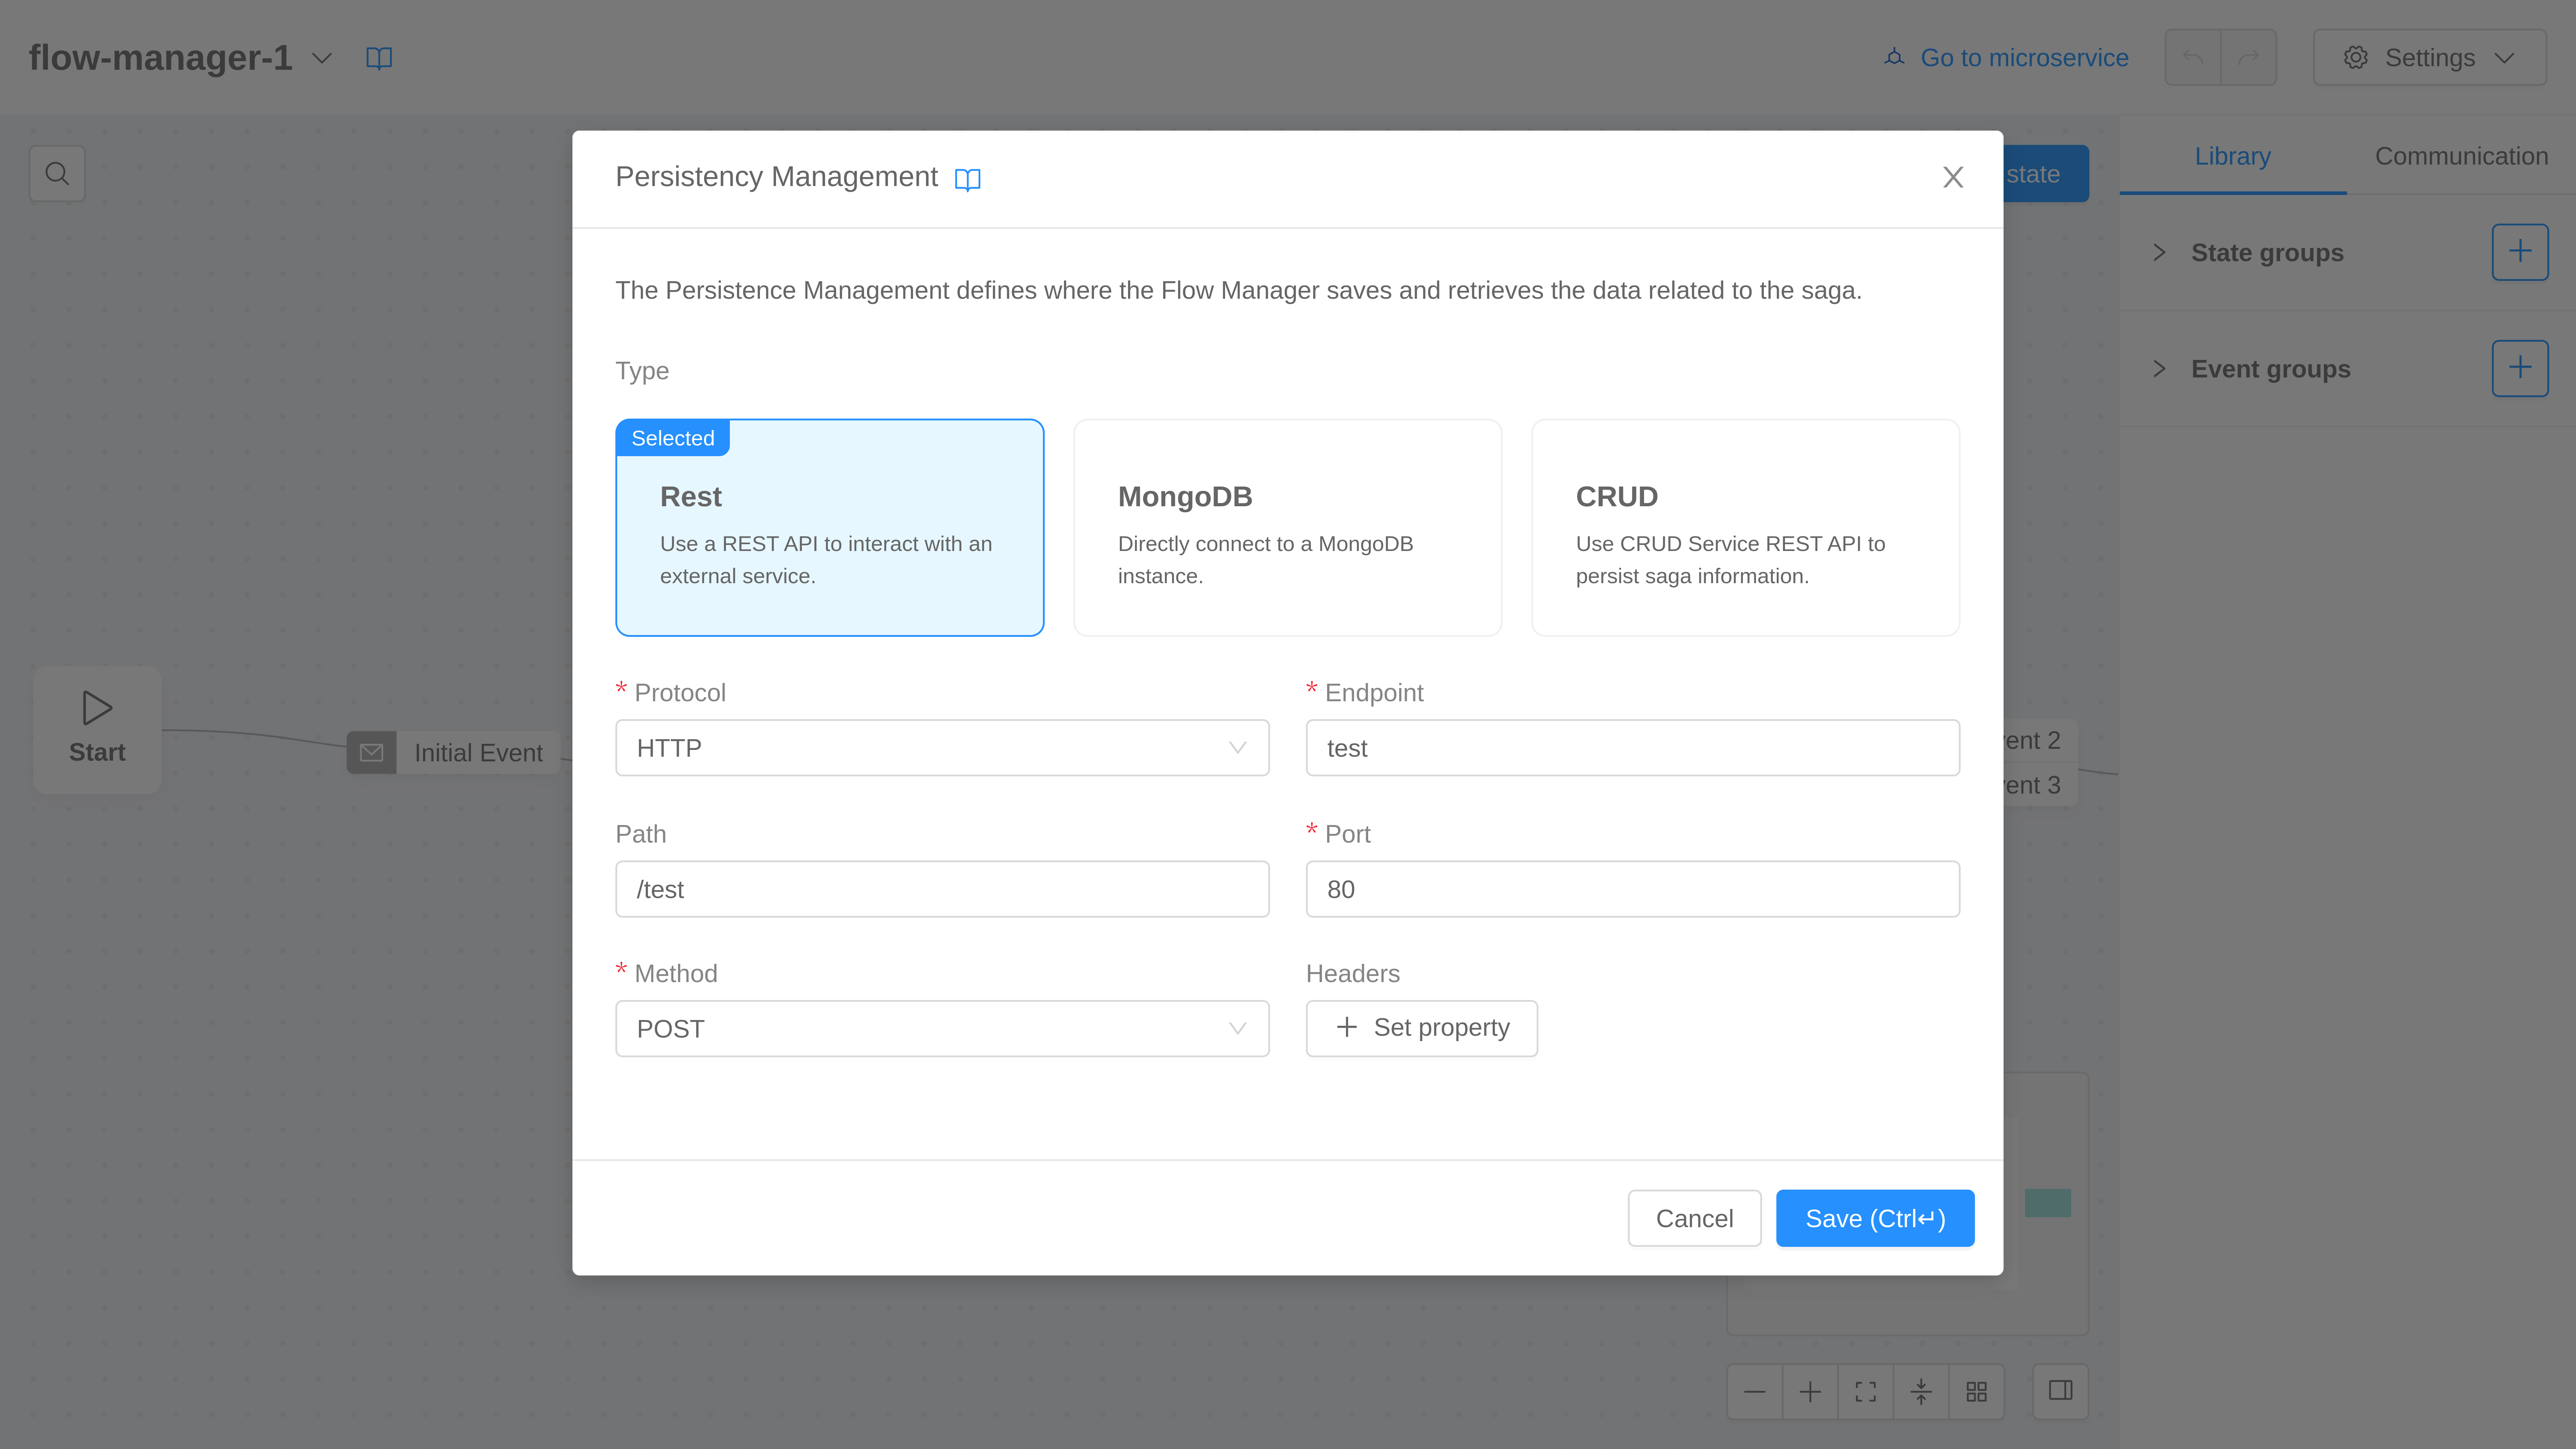 flow-manager-1
Go to microservice
Settings
Persistency Management
state
Library
Communication
The Persistence Management defines where the Flow Manager saves and retrieves the data related to the saga.
State groups
Event groups
Type
Selected
Rest
Use a REST API to interact with an
external service.
MongoDB
Directly connect to a MongoDB
instance.
CRUD
Use CRUD Service REST API to
persist saga information.
Start
Initial Event
* Protocol
HTTP
* Endpoint
test
ent 2
ent 3
Path
/test
* Port
80
* Method
POST
Headers
Set property
Cancel
Save (Ctrl↵)